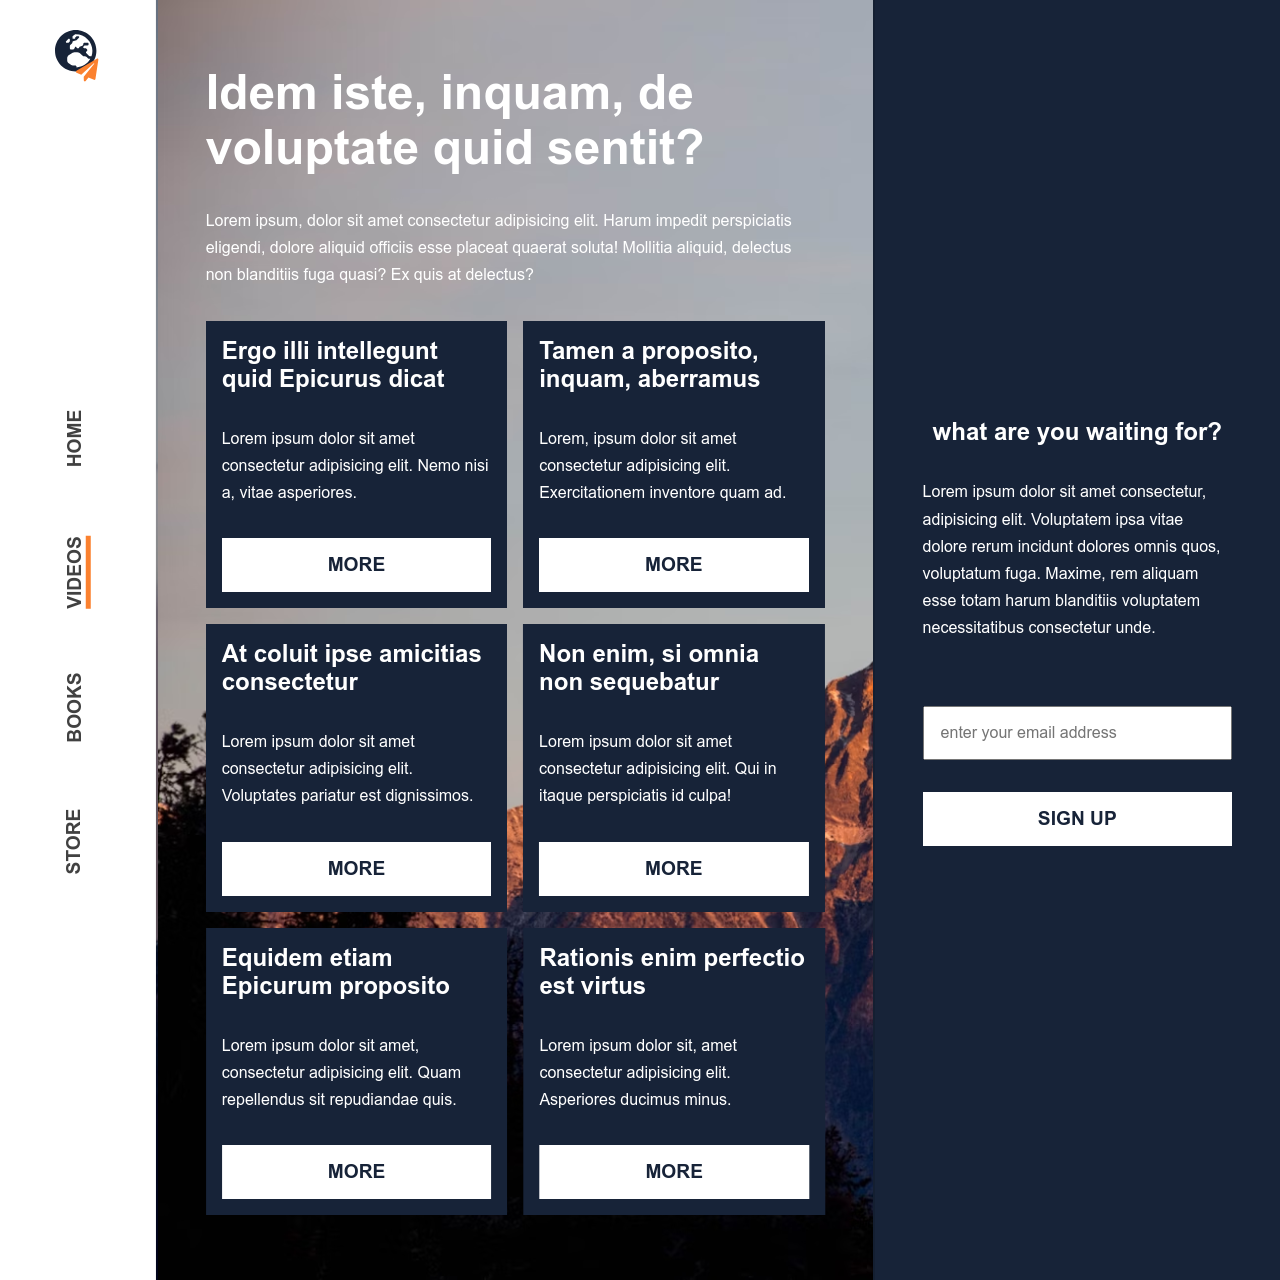 HOME
VIDEOS
BOOKS
STORE
Idem iste, inquam, de
voluptate quid sentit?
Lorem ipsum, dolor sit amet consectetur adipisicing elit. Harum impedit perspiciatis
eligendi, dolore aliquid officiis esse placeat quaerat soluta! Mollitia aliquid, delectus
non blanditiis fuga quasi? Ex quis at delectus?
Ergo illi intellegunt
quid Epicurus dicat
Lorem ipsum dolor sit amet
consectetur adipisicing elit. Nemo nisi
a, vitae asperiores.
MORE
Tamen a proposito,
inquam, aberramus
Lorem, ipsum dolor sit amet
consectetur adipisicing elit.
Exercitationem inventore quam ad.
MORE
At coluit ipse amicitias
consectetur
Lorem ipsum dolor sit amet
consectetur adipisicing elit.
Voluptates pariatur est dignissimos.
MORE
Non enim, si omnia
non sequebatur
Lorem ipsum dolor sit amet
consectetur adipisicing elit. Qui in
itaque perspiciatis id culpa!
MORE
Equidem etiam
Epicurum proposito
Lorem ipsum dolor sit amet,
consectetur adipisicing elit. Quam
repellendus sit repudiandae quis.
MORE
Rationis enim perfectio
est virtus
Lorem ipsum dolor sit, amet
consectetur adipisicing elit.
Asperiores ducimus minus.
MORE
what are you waiting for?
Lorem ipsum dolor sit amet consectetur,
adipisicing elit. Voluptatem ipsa vitae
dolore rerum incidunt dolores omnis quos,
voluptatum fuga. Maxime, rem aliquam
esse totam harum blanditiis voluptatem
necessitatibus consectetur unde.
enter your email address
SIGN UP